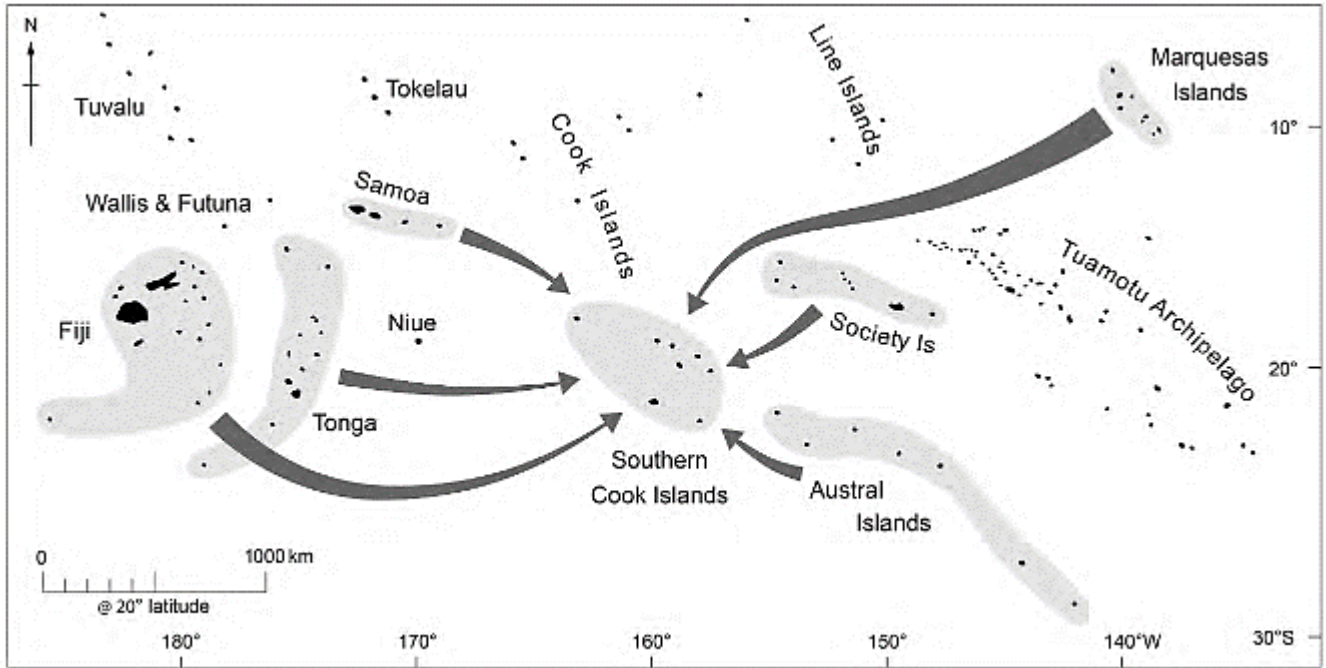 N
Tuvalu
Tokelau
Line Islands
Marquesas
Islands
10°
Cook Islands
Samoa
Wallis & Futuna
Tuamotu Archipelago
Fiji
Niue
Society Is
20°
Tonga
Southern
Cook Islands
Austral
Islands
0
1000 km
@ 20° latitude
180°
170°
160°
150°
140°W
30°S